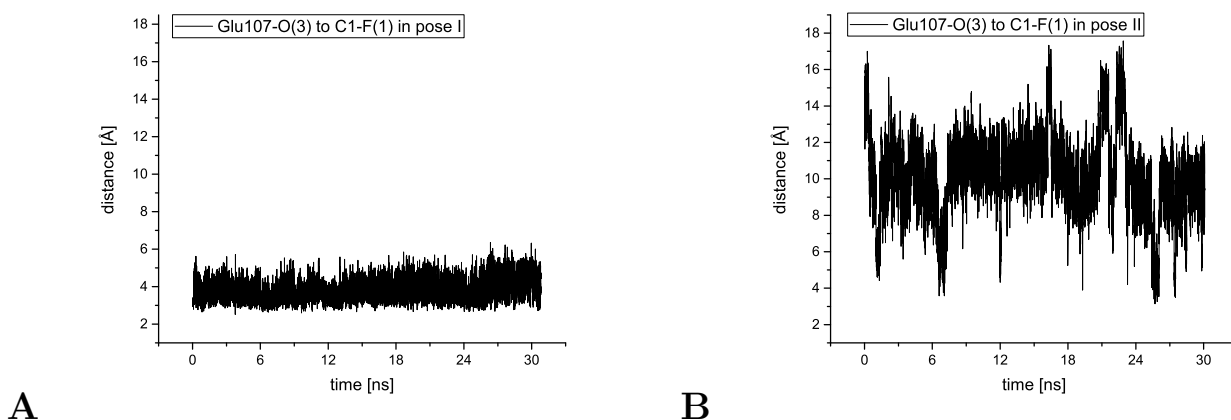 Glu107-O(3) to C1-F(1) in pose I
18
16
14
12
10
8
6
4
2
distance [Å]
0 6 12 18 24 30
time [ns]
A
Glu107-O(3) to C1-F(1) in pose II
18
16
14
12
10
8
6
4
2
distance [Å]
0 6 12 18 24 30
time [ns]
B